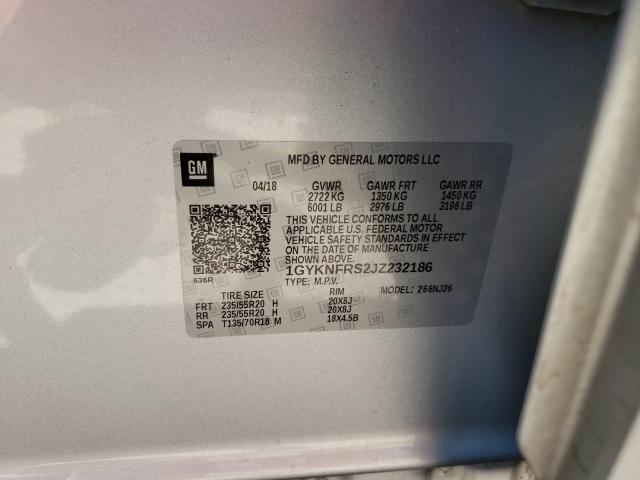 GM
MFD BY GENERAL MOTORS LLC
04/18 GVWR GAWR FRT GAWR RR
2722 KG 1350 KG 1450 KG
6001 LB 2976 LB 3196 LB
THIS VEHICLE CONFORMS TO ALL
APPLICABLE U.S. FEDERAL MOTOR
VEHICLE SAFETY STANDARDS IN EFFECT
ON THE DATE OF MANUFACTURE
SHOWN ABOVE.
1GYKNFRS2JZ232186
636R
TYPE: M.P.V. MODEL: 266NJ26
TIRE SIZE RIM
FRT 235/55R20 H 20X8J
RR 235/55R20 H 20X8J
SPA T135/70R18 M 18X4.5B